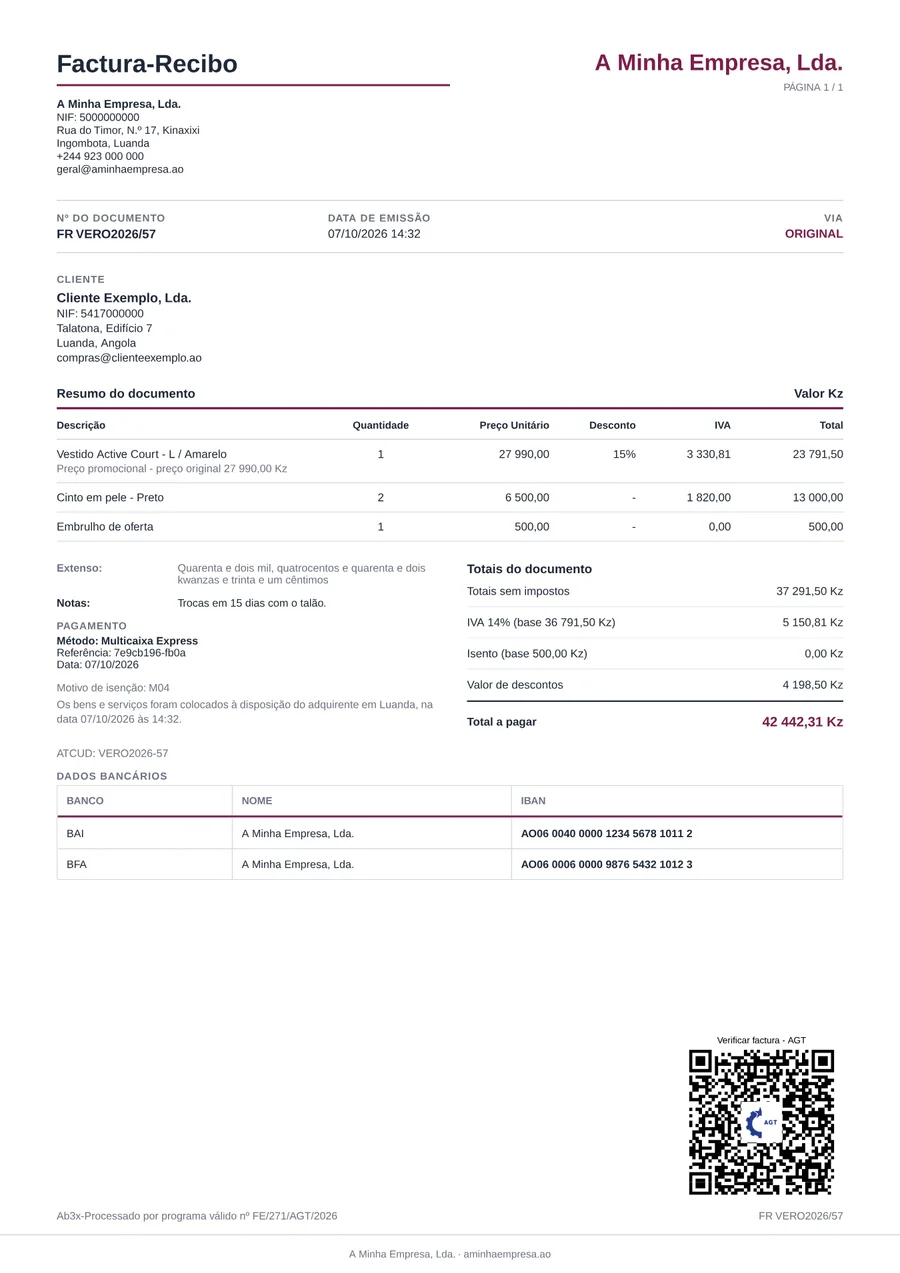 Factura-Recibo
A Minha Empresa, Lda.
PÁGINA 1 / 1
A Minha Empresa, Lda.
NIF: 5000000000
Rua do Timor, N.º 17, Kinaxixi
Ingombota, Luanda
+244 923 000 000
geral@aminhaempresa.ao
Nº DO DOCUMENTO DATA DE EMISSÃO VIA
FR VERO2026/57 07/10/2026 14:32 ORIGINAL
CLIENTE
Cliente Exemplo, Lda.
NIF: 5417000000
Talatona, Edifício 7
Luanda, Angola
compras@clienteexemplo.ao
Resumo do documento Valor Kz
Descrição Quantidade Preço Unitário Desconto IVA Total
Vestido Active Court - L / Amarelo 1 27 990,00 15% 3 330,81 23 791,50
Preço promocional - preço original 27 990,00 Kz
Cinto em pele - Preto 2 6 500,00 - 1 820,00 13 000,00
Embrulho de oferta 1 500,00 - 0,00 500,00
Extenso: Quarenta e dois mil, quatrocentos e quarenta e dois
kwanzas e trinta e um cêntimos
Notas: Trocas em 15 dias com o talão.
PAGAMENTO
Método: Multicaixa Express
Referência: 7e9cb196-fb0a
Data: 07/10/2026
Motivo de isenção: M04
Os bens e serviços foram colocados à disposição do adquirente em Luanda, na
data 07/10/2026 às 14:32.
Totais do documento
Totais sem impostos 37 291,50 Kz
IVA 14% (base 36 791,50 Kz) 5 150,81 Kz
Isento (base 500,00 Kz) 0,00 Kz
Valor de descontos 4 198,50 Kz
Total a pagar 42 442,31 Kz
ATCUD: VERO2026-57
DADOS BANCÁRIOS
BANCO NOME IBAN
BAI A Minha Empresa, Lda. AO06 0040 0000 1234 5678 1011 2
BFA A Minha Empresa, Lda. AO06 0006 0000 9876 5432 1012 3
Verificar factura - AGT
AGT
Ab3x-Processado por programa válido nº FE/271/AGT/2026 FR VERO2026/57
A Minha Empresa, Lda. · aminhaempresa.ao